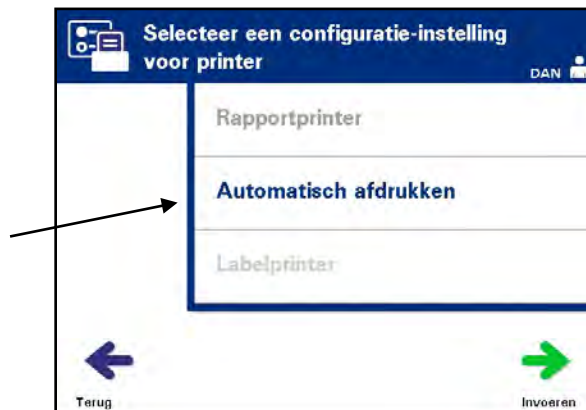 Selecteer een configuratie-instelling
voor printer
DAN
Rapportprinter
Automatisch afdrukken
Labelprinter
Terug
Invoeren